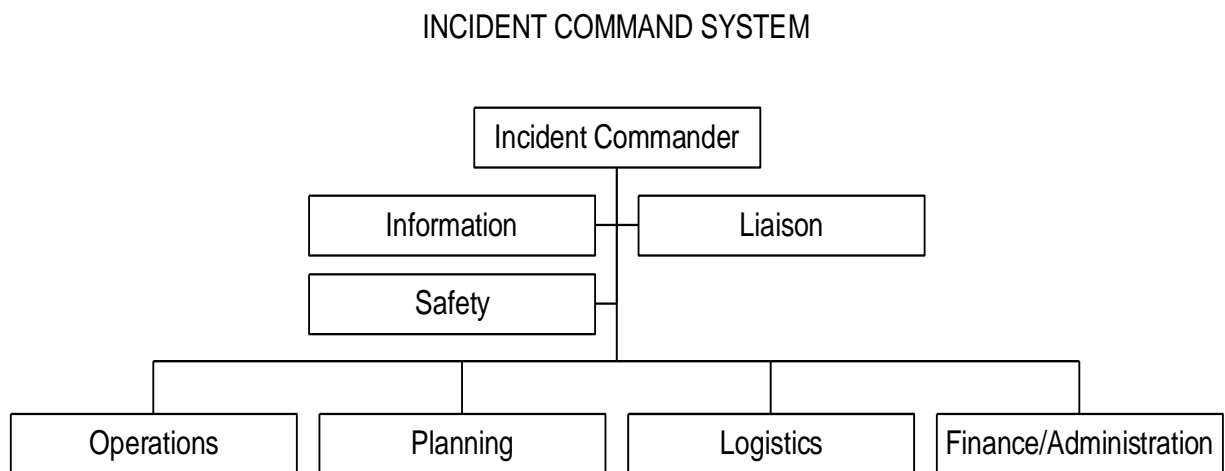 INCIDENT COMMAND SYSTEM
Incident Commander
Information
Liaison
Safety
Operations
Planning
Logistics
Finance/Administration